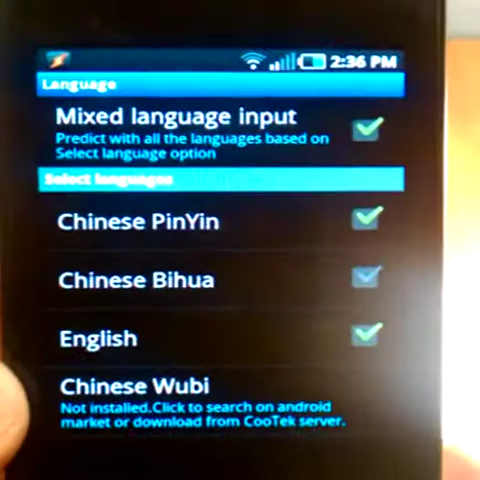 2:36 PM
Language
Mixed language input
Predict with all the languages based on
Select language option
Select languages
Chinese PinYin
Chinese Bihua
English
Chinese Wubi
Not installed.Click to search on android
market or download from CooTek server.